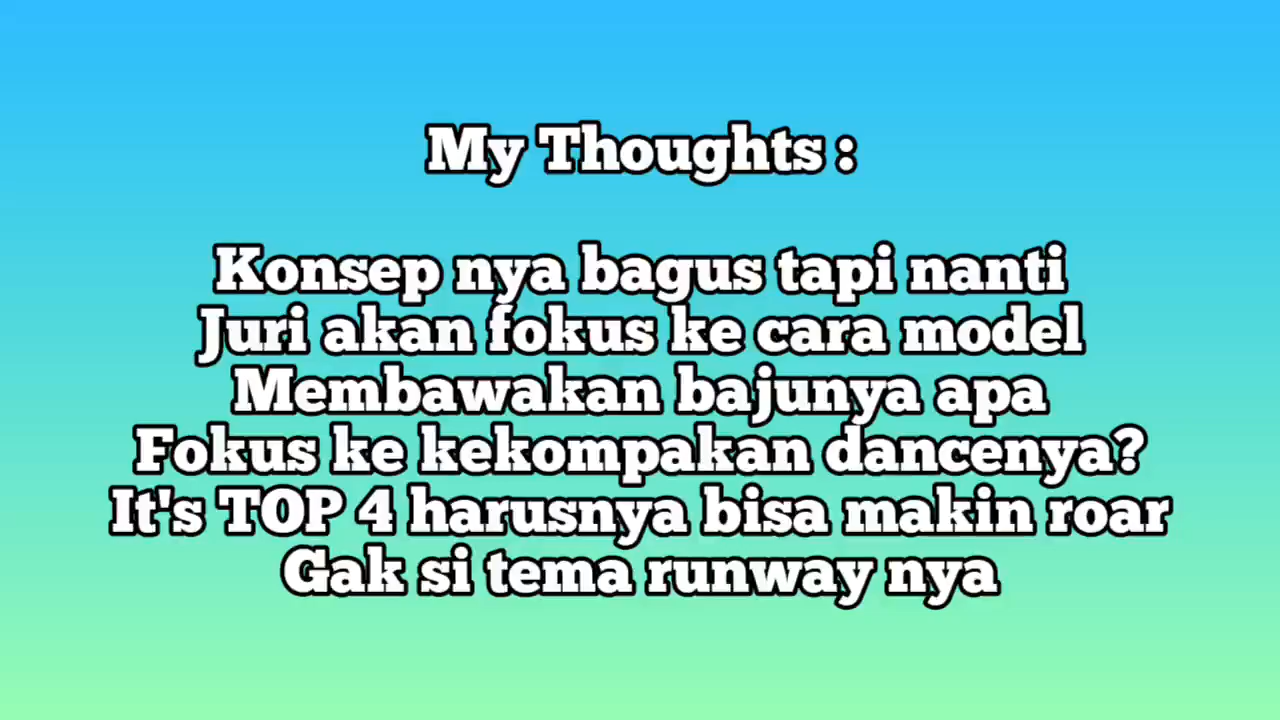 My Thoughts :
Konsep nya bagus tapi nanti
Juri akan fokus ke cara model
Membawakan bajunya apa
Fokus ke kekompakan dancenya?
It's TOP 4 harusnya bisa makin roar
Gak si tema runway nya